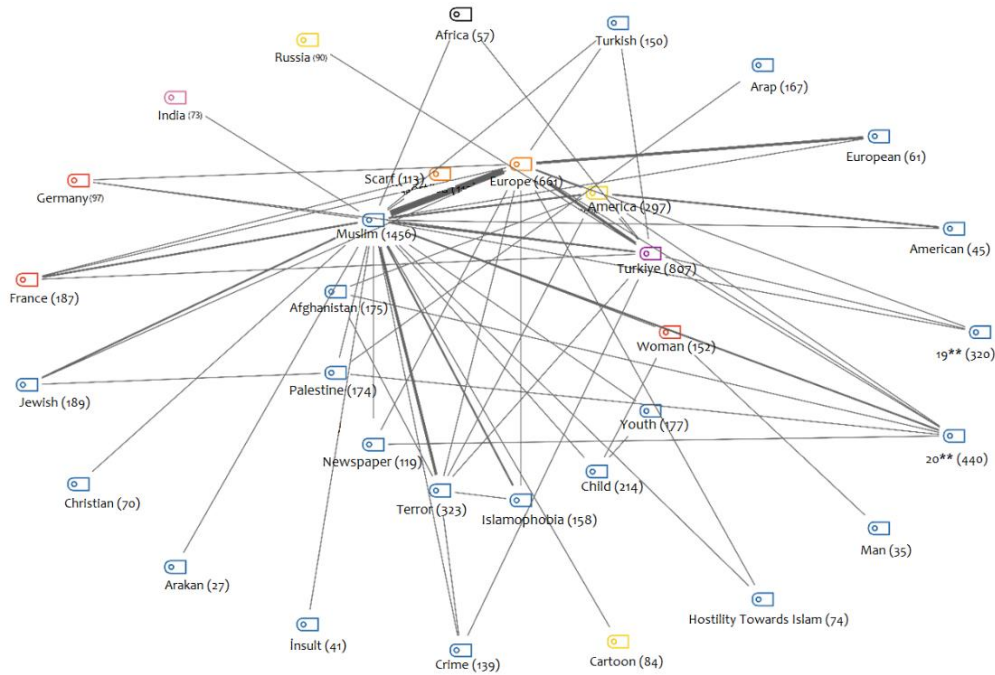 Africa (57)
Turkish (150)
Russia (90)
Arap (167)
India (73)
European (61)
Scarf (113)
Europe (661)
Germany (97)
America (297)
Muslim (1456)
American (45)
Turkiye (807)
France (187)
Afghanistan (175)
Woman (152)
19** (320)
Palestine (174)
Jewish (189)
Youth (177)
Newspaper (119)
20** (440)
Child (214)
Christian (70)
Terror (323)
Islamophobia (158)
Man (35)
Arakan (27)
Hostility Towards Islam (74)
İnsult (41)
Crime (139)
Cartoon (84)